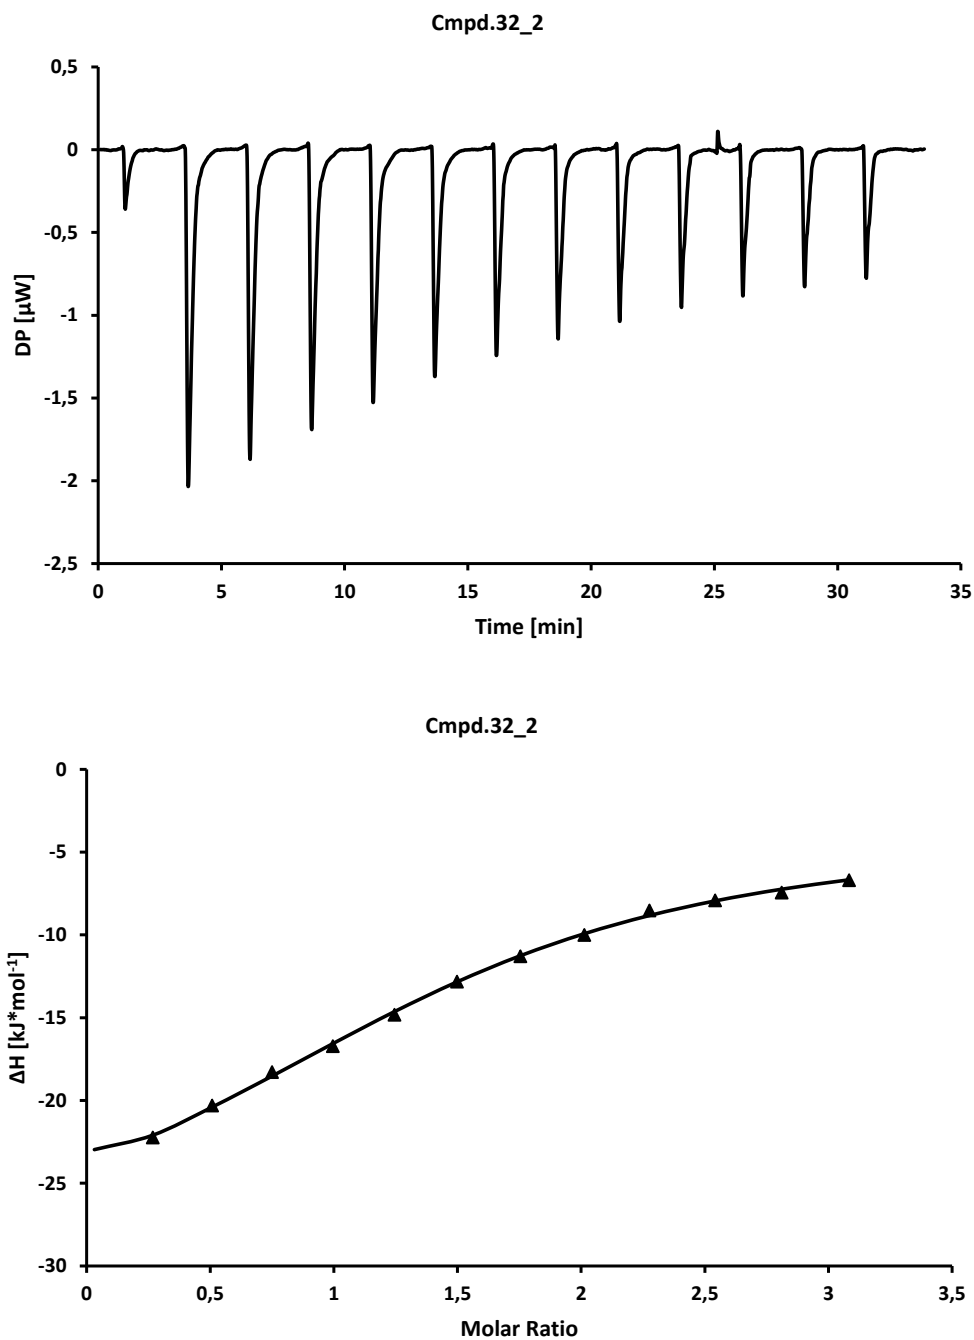 Cmpd.32_2
0,5
0
-0,5
-1
-1,5
-2
-2,5
DP [µW]
0 5 10 15 20 25 30 35
Time [min]
Cmpd.32_2
0
-5
-10
-15
-20
-25
-30
ΔH [kJ*mol⁻¹]
0 0,5 1 1,5 2 2,5 3 3,5
Molar Ratio